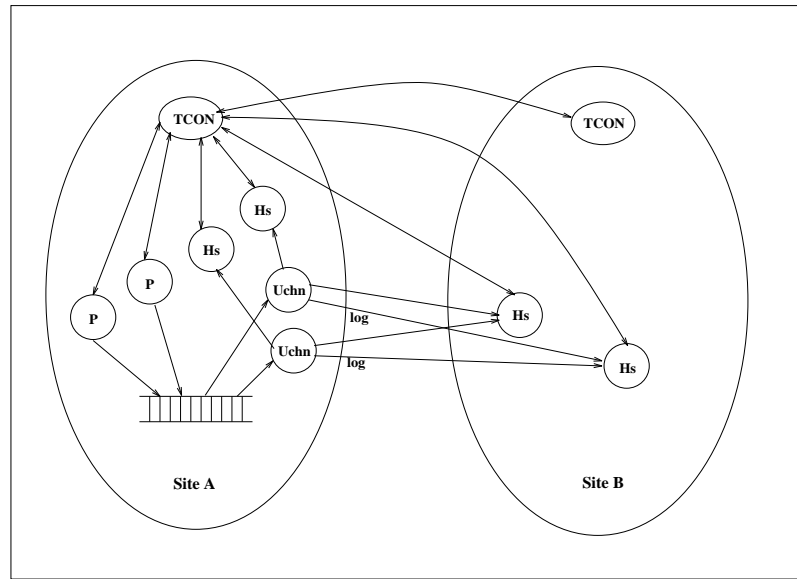 TCON
TCON
Hs
Hs
P
P
Uchn
Uchn
log
log
Hs
Hs
Site A
Site B